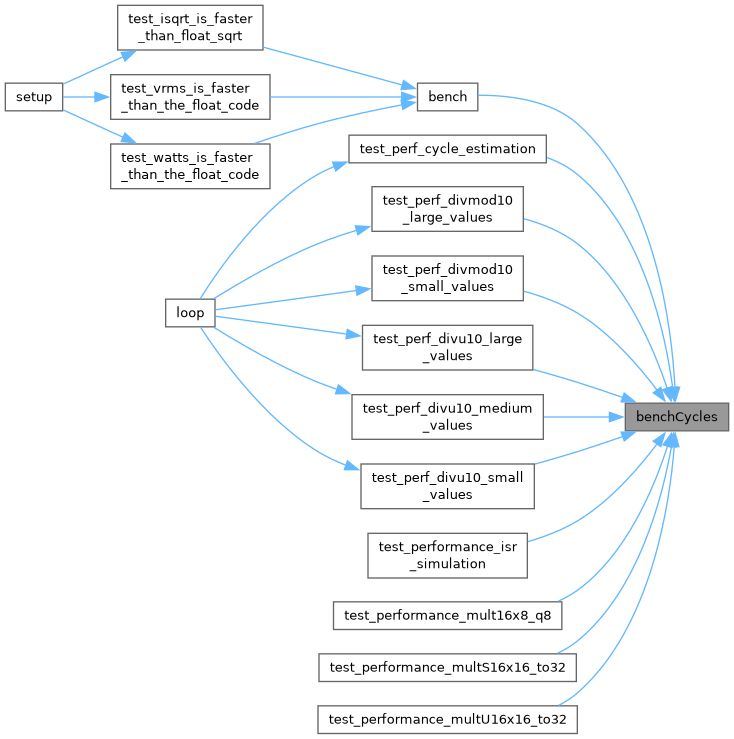 test_isqrt_is_faster
_than_float_sqrt
setup
test_vrms_is_faster
_than_the_float_code
bench
test_watts_is_faster
_than_the_float_code
test_perf_cycle_estimation
test_perf_divmod10
_large_values
test_perf_divmod10
_small_values
loop
test_perf_divu10_large
_values
test_perf_divu10_medium
_values
benchCycles
test_perf_divu10_small
_values
test_performance_isr
_simulation
test_performance_mult16x8_q8
test_performance_multS16x16_to32
test_performance_multU16x16_to32